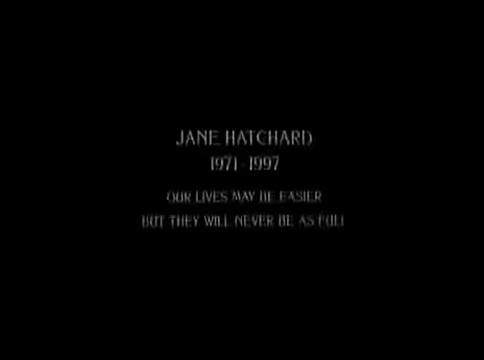 JANE HATCHARD
1971-1997
OUR LIVES MAY BE EASIER
BUT THEY WILL NEVER BE AS FULL